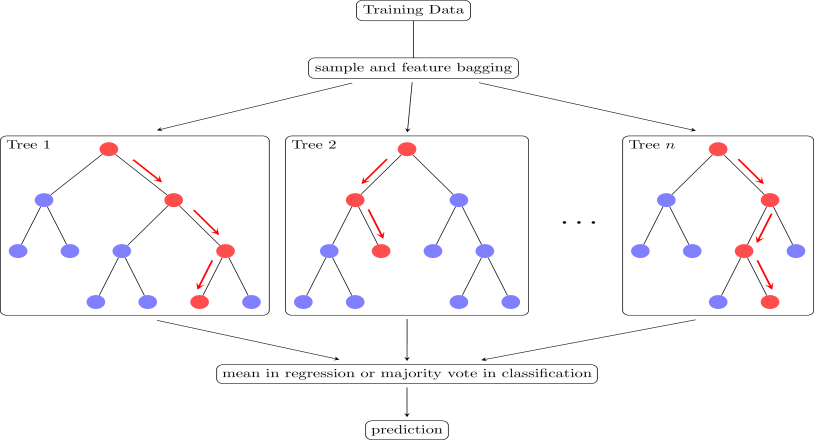 Training Data
sample and feature bagging
Tree 1
Tree 2
Tree n
...
mean in regression or majority vote in classification
prediction